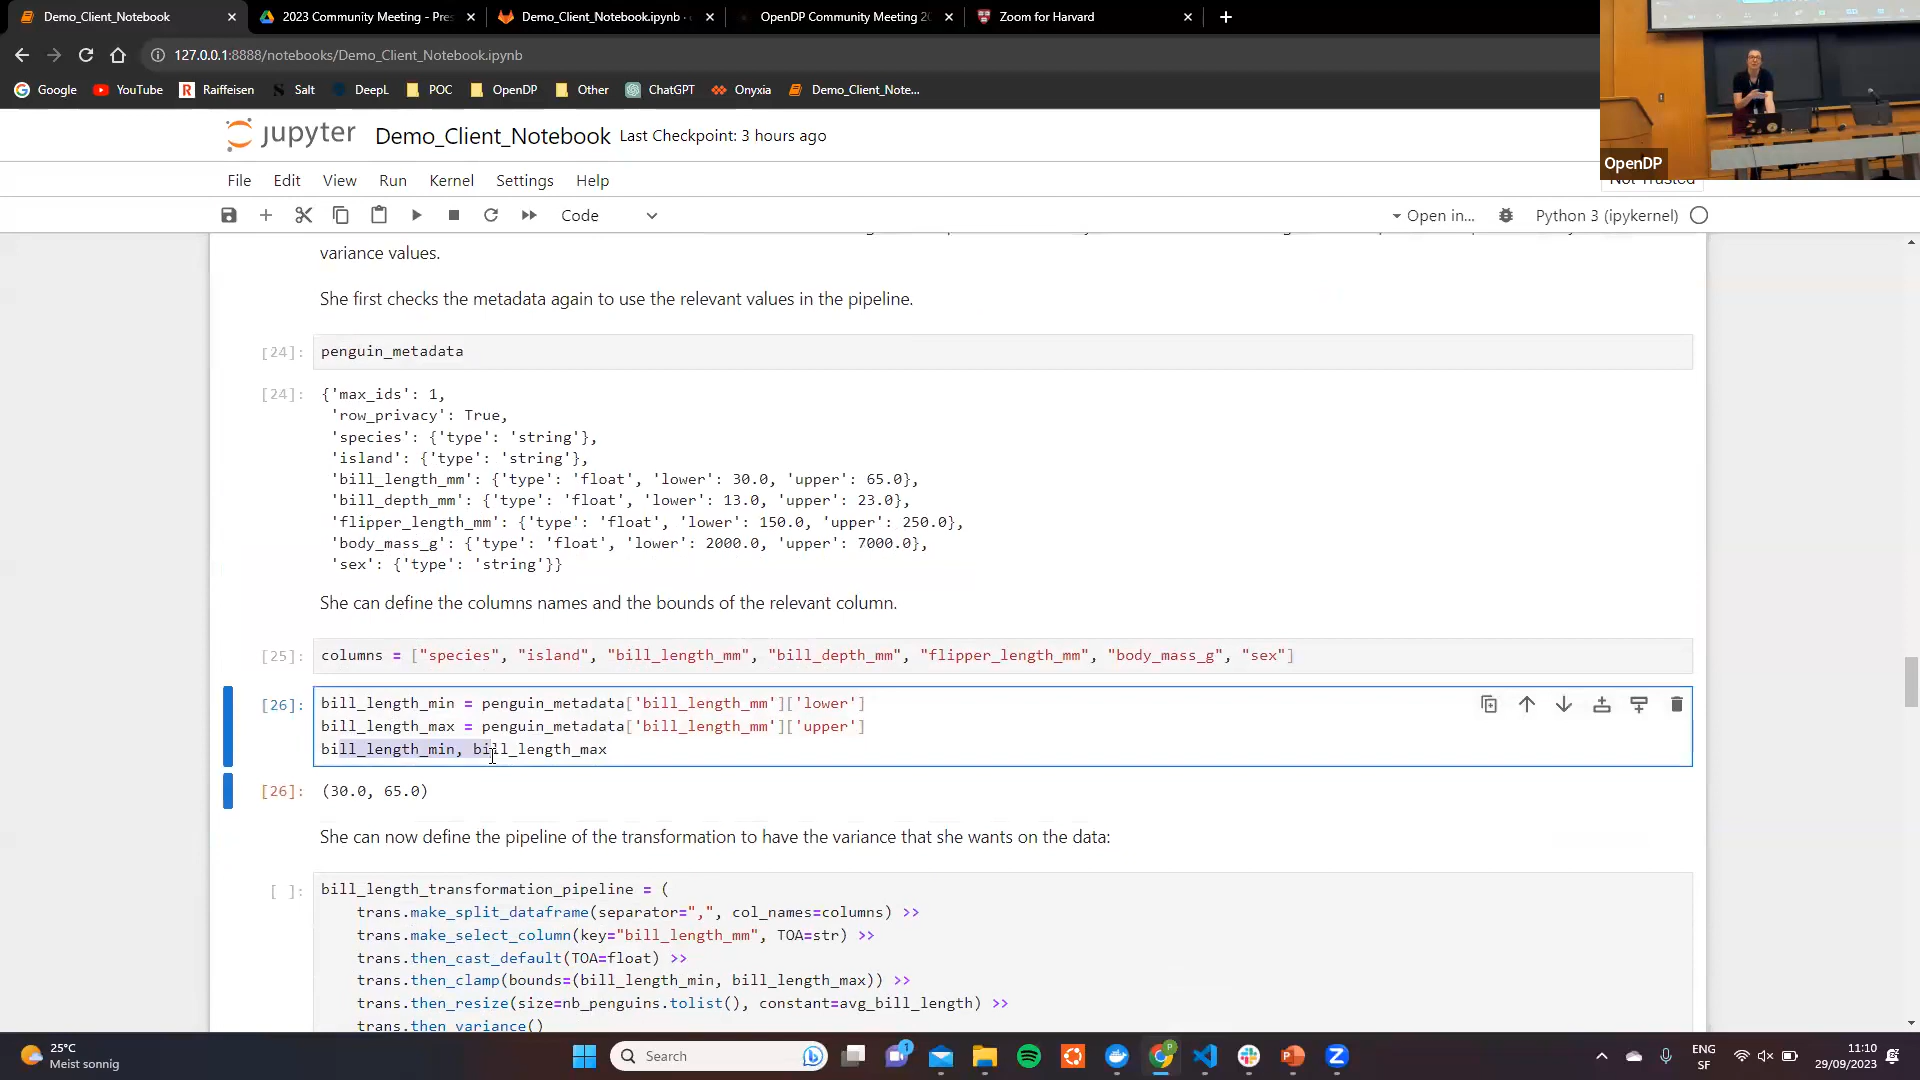 Demo_Client_Notebook
2023 Community Meeting - Pres
Demo_Client_Notebook.ipynb ·
OpenDP Community Meeting 20
Zoom for Harvard
127.0.0.1:8888/notebooks/Demo_Client_Notebook.ipynb
Google
YouTube
Raiffeisen
Salt
DeepL
POC
OpenDP
Other
ChatGPT
Onyxia
Demo_Client_Note...
OpenDP
jupyter
Demo_Client_Notebook Last Checkpoint: 3 hours ago
File Edit View Run Kernel Settings Help
Not Trusted
Code
Open in...
Python 3 (ipykernel)
variance values.
She first checks the metadata again to use the relevant values in the pipeline.
[24]: penguin_metadata
[24]: {'max_ids': 1,
'row_privacy': True,
'species': {'type': 'string'},
'island': {'type': 'string'},
'bill_length_mm': {'type': 'float', 'lower': 30.0, 'upper': 65.0},
'bill_depth_mm': {'type': 'float', 'lower': 13.0, 'upper': 23.0},
'flipper_length_mm': {'type': 'float', 'lower': 150.0, 'upper': 250.0},
'body_mass_g': {'type': 'float', 'lower': 2000.0, 'upper': 7000.0},
'sex': {'type': 'string'}}
She can define the columns names and the bounds of the relevant column.
[25]: columns = ["species", "island", "bill_length_mm", "bill_depth_mm", "flipper_length_mm", "body_mass_g", "sex"]
[26]: bill_length_min = penguin_metadata['bill_length_mm']['lower']
bill_length_max = penguin_metadata['bill_length_mm']['upper']
bill_length_min, bill_length_max
[26]: (30.0, 65.0)
She can now define the pipeline of the transformation to have the variance that she wants on the data:
[ ]: bill_length_transformation_pipeline = (
trans.make_split_dataframe(separator=",", col_names=columns) >>
trans.make_select_column(key="bill_length_mm", TOA=str) >>
trans.then_cast_default(TOA=float) >>
trans.then_clamp(bounds=(bill_length_min, bill_length_max)) >>
trans.then_resize(size=nb_penguins.tolist(), constant=avg_bill_length) >>
trans.then_variance()
25°C
Meist sonnig
Search
1
ENG
SF
11:10
29/09/2023